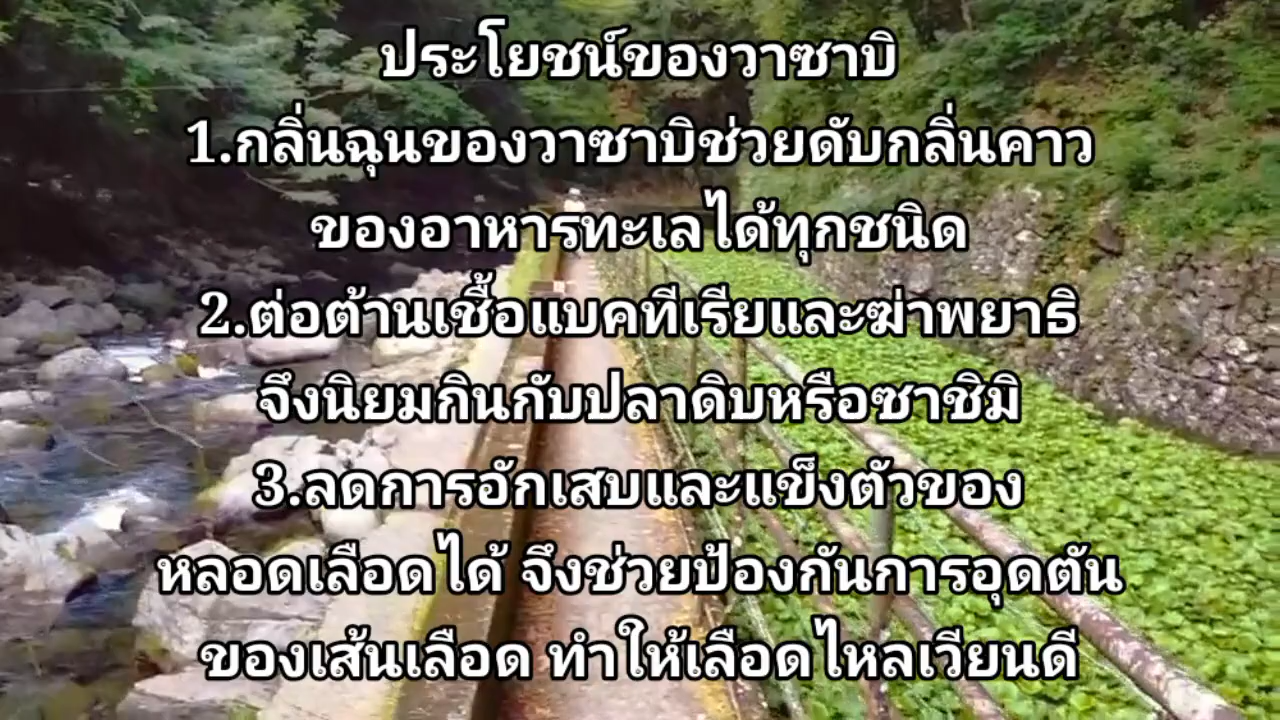 ประโยชน์ของวาซาบิ
1.กลิ่นฉุนของวาซาบิช่วยดับกลิ่นคาว
ของอาหารทะเลได้ทุกชนิด
2.ต่อต้านเชื้อแบคทีเรียและฆ่าพยาธิ
จึงนิยมกินกับปลาดิบหรือซาชิมิ
3.ลดการอักเสบและแข็งตัวของ
หลอดเลือดได้ จึงช่วยป้องกันการอุดตัน
ของเส้นเลือด ทำให้เลือดไหลเวียนดี